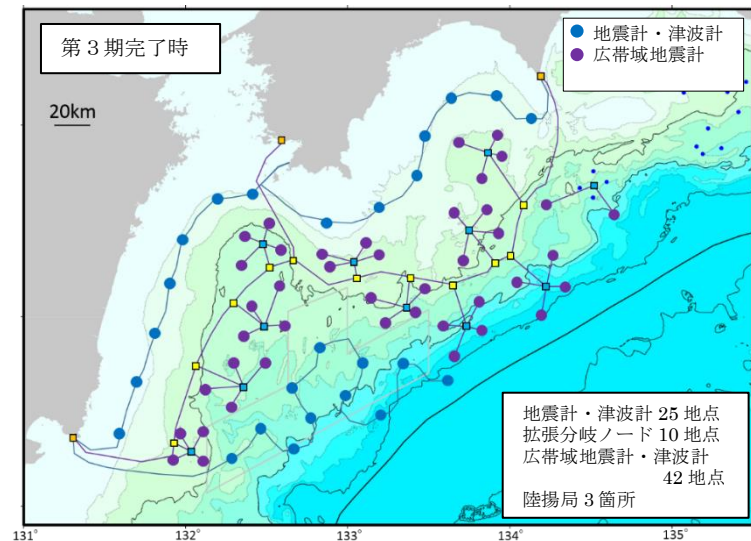 第3期完了時
地震計・津波計
広帯域地震計
20km
地震計・津波計 25 地点
拡張分岐ノード 10 地点
広帯域地震計・津波計
42 地点
陸揚局 3 箇所
131° 132° 133° 134° 135°